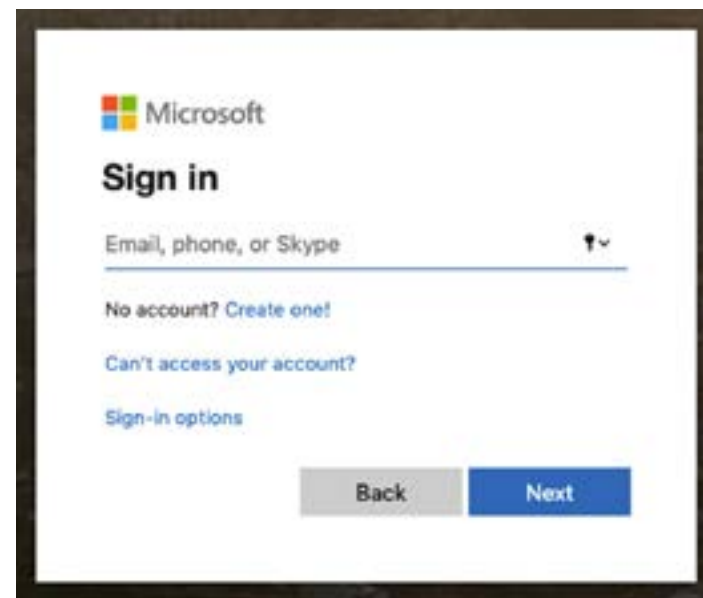 Microsoft
Sign in
Email, phone, or Skype
No account? Create one!
Can't access your account?
Sign-in options
Back Next